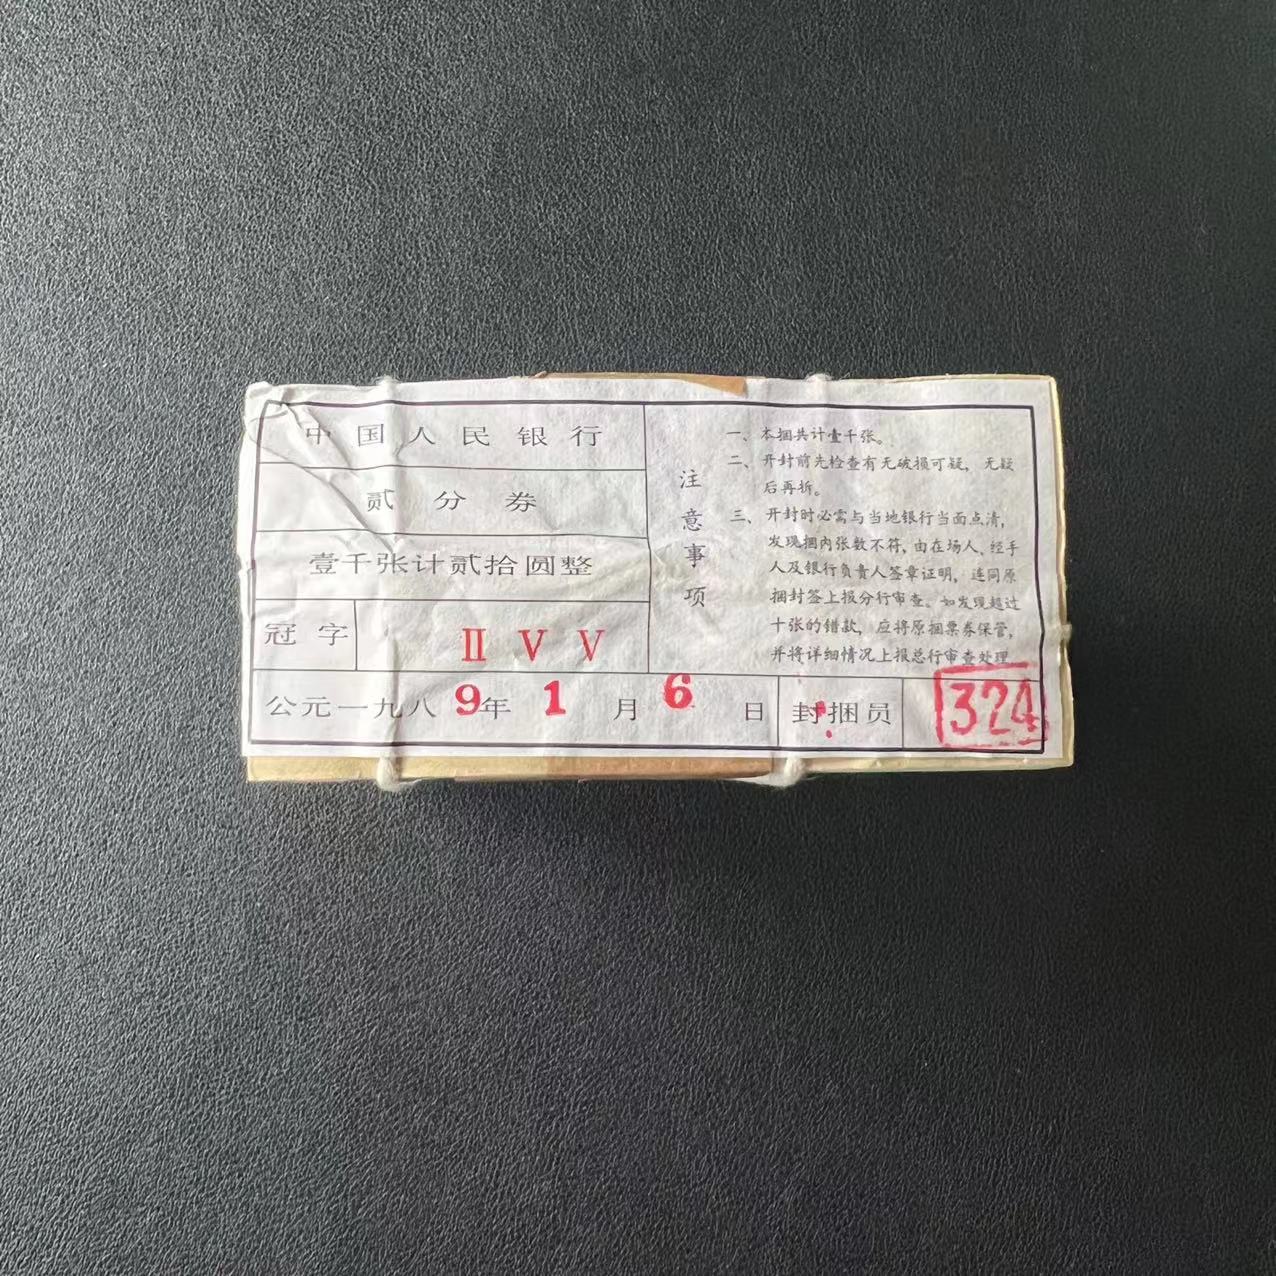 中国人民银行
贰分券
壹千张计贰拾圆整
冠字 Ⅱ Ⅴ Ⅴ
公元一九八9年1月6日 封捆员 324
注意事项
一、本捆共计壹千张。
二、开封前先检查有无破损可疑，无疑
后再拆。
三、开封时必需与当地银行当面点清，
发现捆内张数不符，由在场人、经手
人及银行负责人签章证明，连同原
捆封签上报分行审查。如发现超过
十张的错款，应将原捆票券保管，
并将详细情况上报总行审查处理